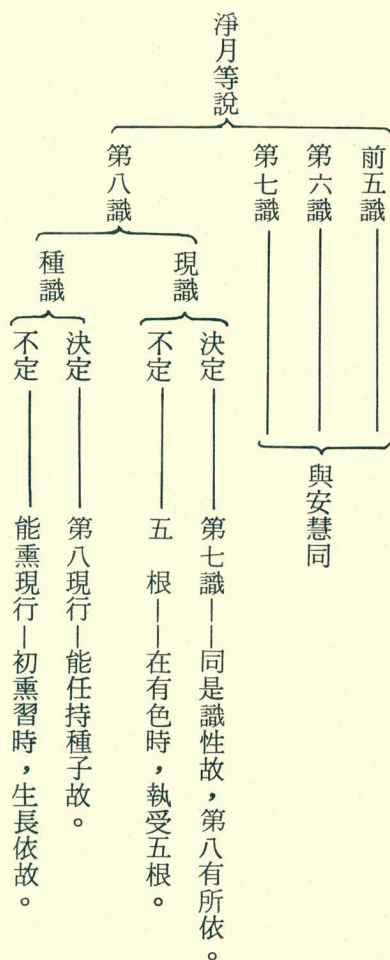 淨月等說
前五識
第六識
第七識
與安慧同
第八識
現識
決定——第七識——同是識性故，第八有所依。
不定——五　根——在有色時，執受五根。
種識
決定——第八現行—能任持種子故。
不定——能熏現行—初熏習時，生長依故。